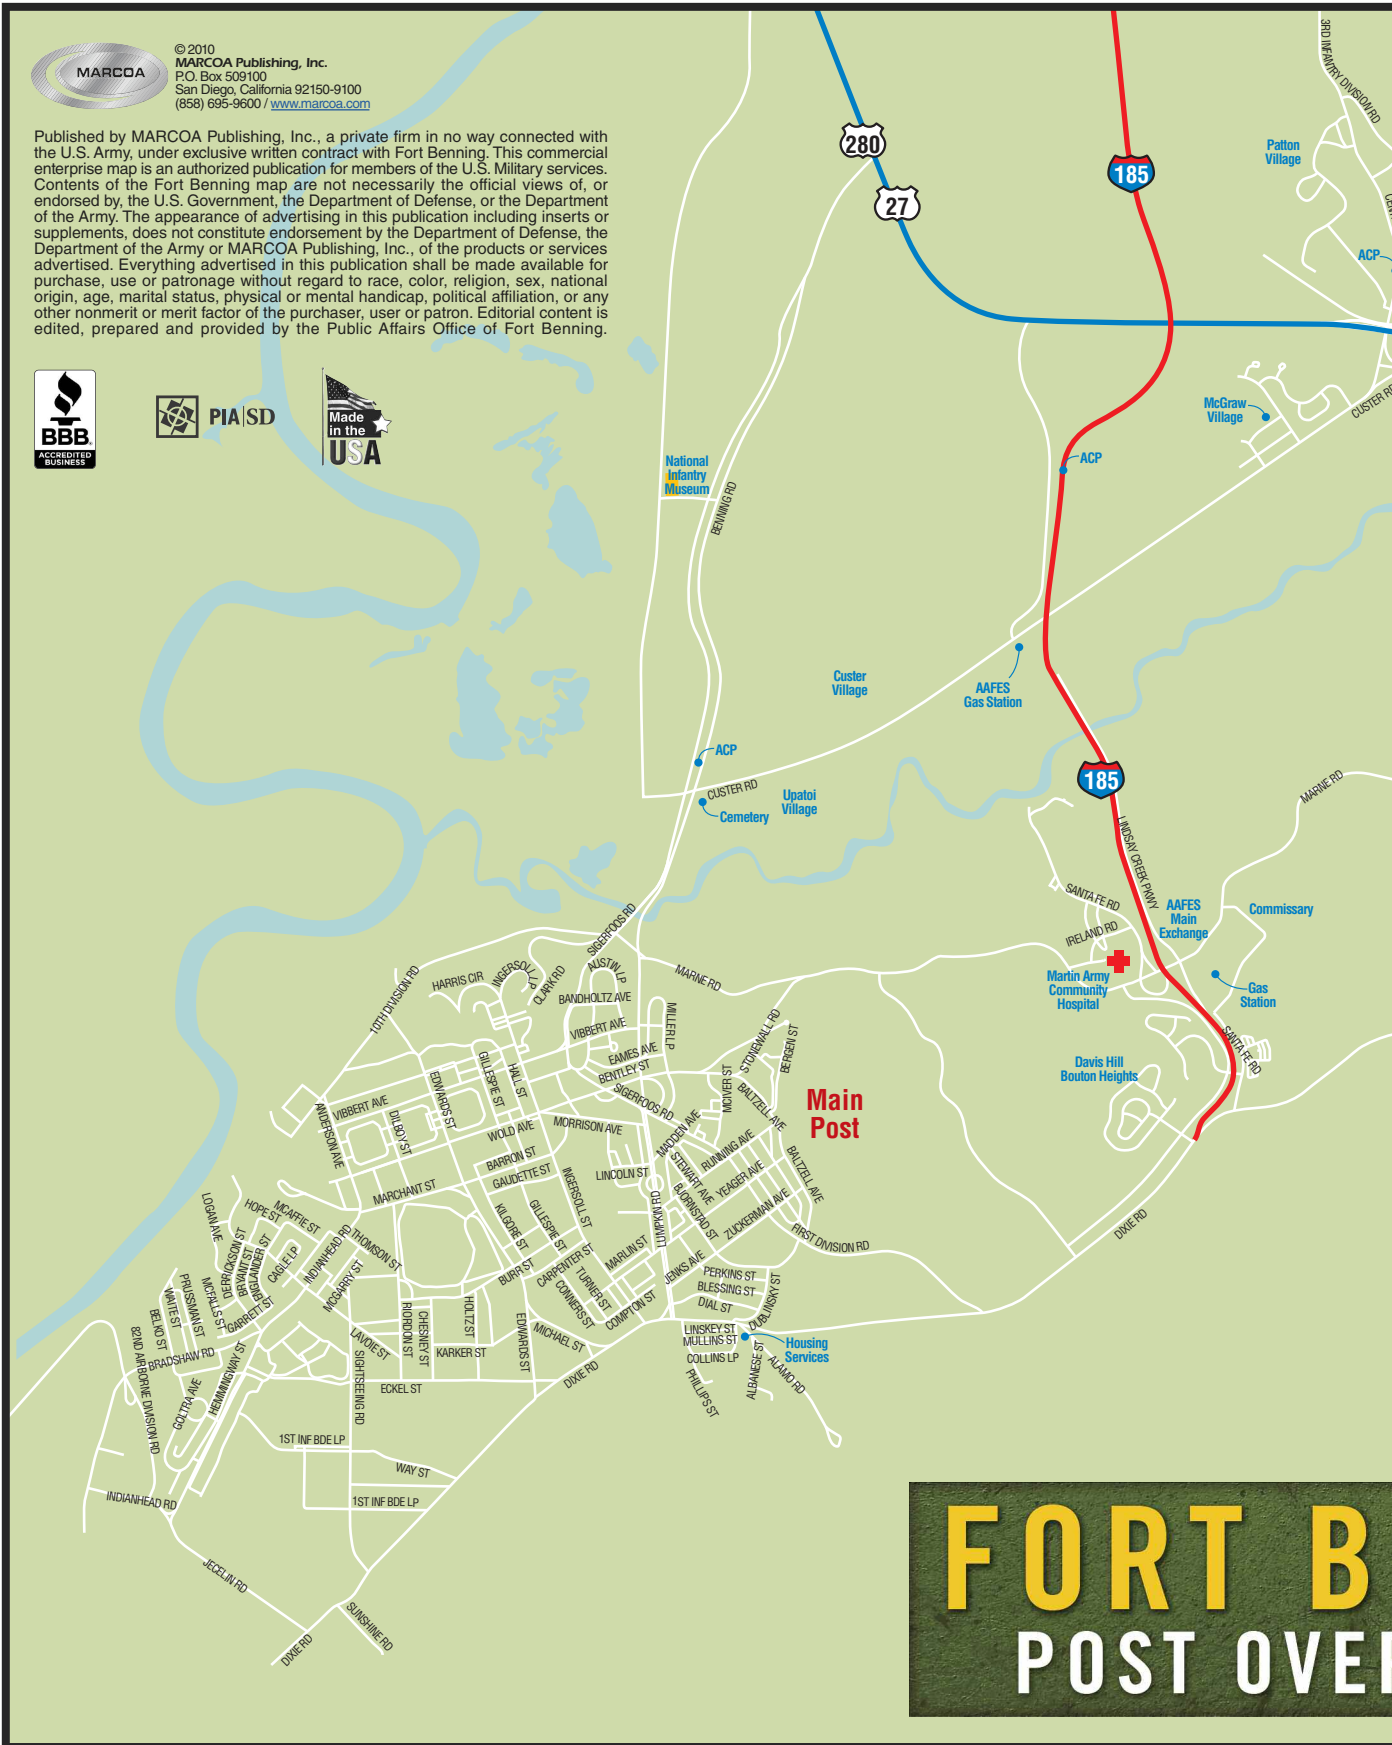 MARCOA
© 2010
MARCOA Publishing, Inc.
P.O. Box 509100
San Diego, California 92150-9100
(858) 695-9600 / www.marcoa.com
Published by MARCOA Publishing, Inc., a private firm in no way connected with
the U.S. Army, under exclusive written contract with Fort Benning. This commercial
enterprise map is an authorized publication for members of the U.S. Military services.
Contents of the Fort Benning map are not necessarily the official views of, or
endorsed by, the U.S. Government, the Department of Defense, or the Department
of the Army. The appearance of advertising in this publication including inserts or
supplements, does not constitute endorsement by the Department of Defense, the
Department of the Army or MARCOA Publishing, Inc., of the products or services
advertised. Everything advertised in this publication shall be made available for
purchase, use or patronage without regard to race, color, religion, sex, national
origin, age, marital status, physical or mental handicap, political affiliation, or any
other nonmerit or merit factor of the purchaser, user or patron. Editorial content is
edited, prepared and provided by the Public Affairs Office of Fort Benning.
BBB
ACCREDITED
BUSINESS
PIA|SD
Made
in the
USA
280
27
185
3RD INFANTRY DIVISION RD
Patton
Village
ACP
McGraw
Village
CUSTER RD
ACP
National
Infantry
Museum
BENNING RD
Custer
Village
AAFES
Gas Station
ACP
CUSTER RD
Cemetery
Upatoi
Village
185
MARNE RD
LINDSAY CREEK PKWY
SANTA FE RD
IRELAND RD
AAFES
Main
Exchange
Commissary
Martin Army
Community
Hospital
Gas
Station
SANTA FE RD
Davis Hill
Bouton Heights
SIGERFOOS RD
MARNE RD
10TH DIVISION RD
HARRIS CIR
INGERSOLL LP
CLARK RD
AUSTIN LP
BANDHOLTZ AVE
VIBBERT AVE
MILLER LP
EAMES AVE
BENTLEY ST
STONEWALL RD
BERGEN ST
MCIVER ST
BALTZELL AVE
SIGERFOOS RD
Main
Post
GILLESPIE ST
HALL ST
EDWARDS ST
VIBBERT AVE
ANDERSON AVE
DILBOY ST
WOLD AVE
MORRISON AVE
MADDEN AVE
RUNNING AVE
STEWART AVE
YEAGER AVE
BALTZELL AVE
BARRON ST
GAUDETTE ST
INGERSOLL ST
LINCOLN ST
BJORNSTAD ST
ZUCKERMAN AVE
MARCHANT ST
LUMPKIN RD
KILGORE ST
GILLESPIE ST
FIRST DIVISION RD
DIXIE RD
LOGAN AVE
HOPE ST
MCAFFIE ST
DERRICKSON ST
BRYANT ST
ENGLANDER ST
CAGLE LP
INDIANHEAD RD
THOMSON ST
MCGARRY ST
BURR ST
CARPENTER ST
MARLIN ST
JENKS AVE
TURNER ST
CONNERS ST
COMPTON ST
PERKINS ST
BLESSING ST
DIAL ST
DUBLINSKY ST
PRUSSMAN ST
MCFALLS ST
WAITE ST
BELKO ST
GARRETT ST
RIORDON ST
CHESNEY ST
HOLTZ ST
EDWARDS ST
MICHAEL ST
LINSKEY ST
MULLINS ST
COLLINS LP
Housing
Services
LAVOIE ST
KARKER ST
BRADSHAW RD
82ND AIRBORNE DIVISION RD
HEMMINGWAY ST
GOLTRA AVE
SIGHTSEEING RD
ECKEL ST
DIXIE RD
PHILLIPS ST
ALBANESE ST
ALAMO RD
1ST INF BDE LP
WAY ST
1ST INF BDE LP
INDIANHEAD RD
JECELIN RD
SUNSHINE RD
DIXIE RD
FORT B
POST OVER